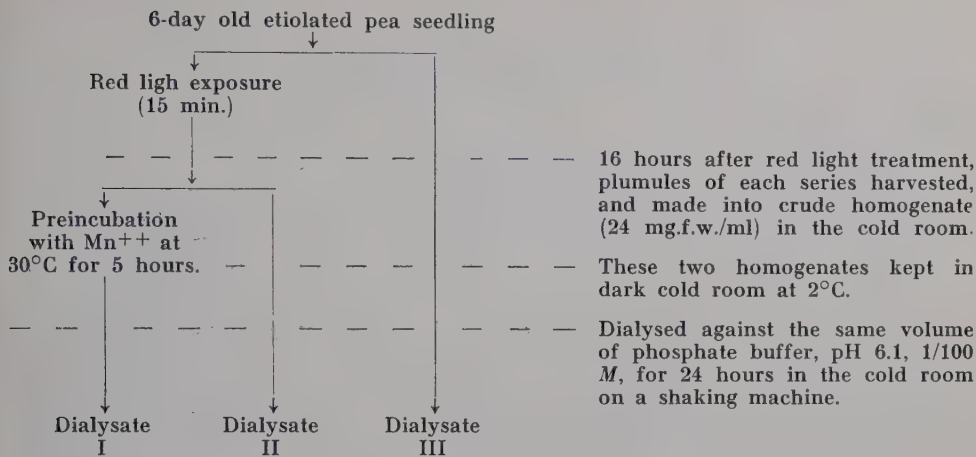 6-day old etiolated pea seedling
Red ligh exposure
(15 min.)
16 hours after red light treatment,
plumules of each series harvested,
and made into crude homogenate
(24 mg.f.w./ml) in the cold room.
Preincubation
with Mn++ at
30°C for 5 hours.
These two homogenates kept in
dark cold room at 2°C.
Dialysed against the same volume
of phosphate buffer, pH 6.1, 1/100
M, for 24 hours in the cold room
on a shaking machine.
Dialysate
I
Dialysate
II
Dialysate
III